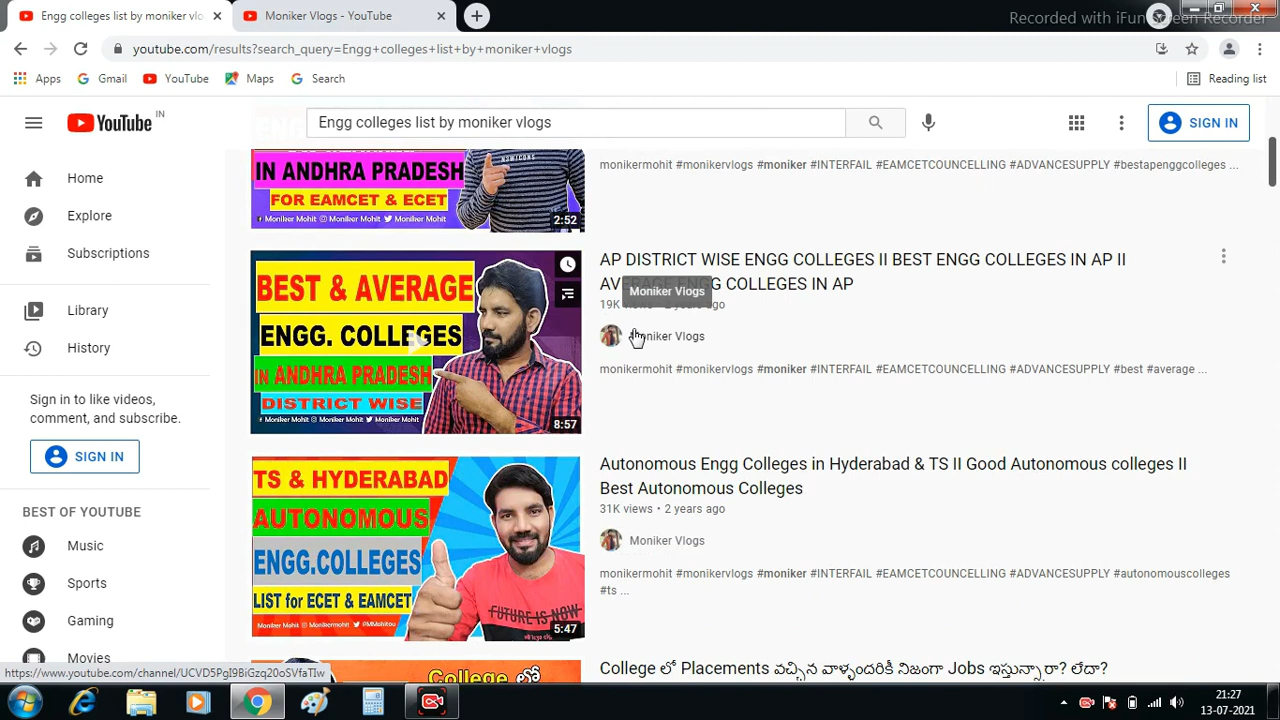 Engg colleges list by moniker vlo
Moniker Vlogs - YouTube
Recorded with iFun Screen Recorder
youtube.com/results?search_query=Engg+colleges+list+by+moniker+vlogs
Apps
Gmail
YouTube
Maps
Search
Reading list
YouTube IN
Engg colleges list by moniker vlogs
SIGN IN
Home
Explore
Subscriptions
Library
History
Sign in to like videos,
comment, and subscribe.
SIGN IN
BEST OF YOUTUBE
Music
Sports
Gaming
Movies
IN ANDHRA PRADESH
FOR EAMCET & ECET
Moniker Mohit Moniker Mohit Moniker Mohit
2:52
monikermohit #monikervlogs #moniker #INTERFAIL #EAMCETCOUNCELLING #ADVANCESUPPLY #bestapenggcolleges...
BEST & AVERAGE
ENGG. COLLEGES
IN ANDHRA PRADESH
DISTRICT WISE
Moniker Mohit Moniker Mohit Moniker Mohit
8:57
AP DISTRICT WISE ENGG COLLEGES II BEST ENGG COLLEGES IN AP II
AV GG COLLEGES IN AP
Moniker Vlogs
19K ago
niker Vlogs
monikermohit #monikervlogs #moniker #INTERFAIL #EAMCETCOUNCELLING #ADVANCESUPPLY #best #average ...
TS & HYDERABAD
AUTONOMOUS
ENGG.COLLEGES
LIST for ECET & EAMCET
FUTURE IS NOW
Moniker Mohit Monikermohit
5:47
Autonomous Engg Colleges in Hyderabad & TS II Good Autonomous colleges II
Best Autonomous Colleges
31K views • 2 years ago
Moniker Vlogs
monikermohit #monikervlogs #moniker #INTERFAIL #EAMCETCOUNCELLING #ADVANCESUPPLY #autonomouscolleges
#ts ...
College లో
College లో Placements వచ్చిన వాళ్ళందరికీ నిజంగా Jobs ఇస్తున్నారా? లేదా?
https://www.youtube.com/channel/UCVD5PgI9BiGzq20oSVfaTIw
21:27
13-07-2021